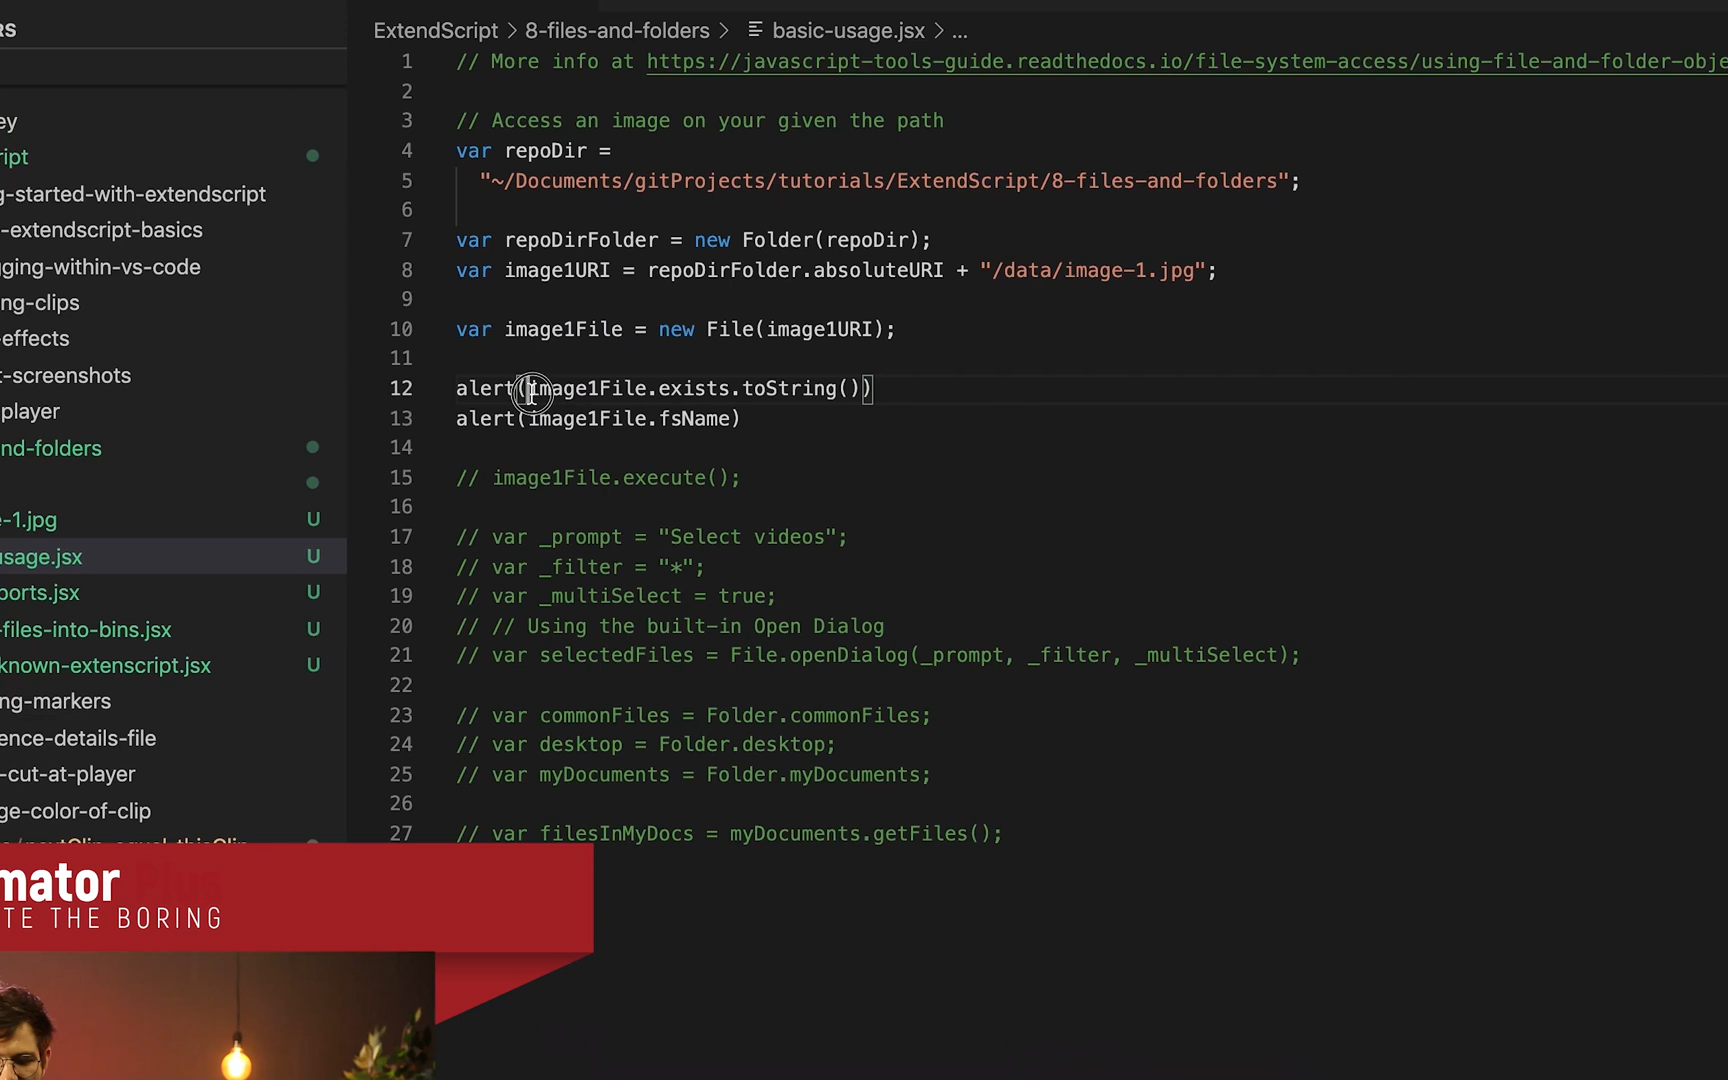 RS
ExtendScript > 8-files-and-folders > basic-usage.jsx > ...
ey
ript
g-started-with-extendscript
-extendscript-basics
ging-within-vs-code
ng-clips
effects
t-screenshots
player
nd-folders
e-1.jpg U
usage.jsx U
ports.jsx U
-files-into-bins.jsx U
known-extenscript.jsx U
ng-markers
ence-details-file
-cut-at-player
ge-color-of-clip
1 // More info at https://javascript-tools-guide.readthedocs.io/file-system-access/using-file-and-folder-obje
2
3 // Access an image on your given the path
4 var repoDir =
5 "~/Documents/gitProjects/tutorials/ExtendScript/8-files-and-folders";
6
7 var repoDirFolder = new Folder(repoDir);
8 var image1URI = repoDirFolder.absoluteURI + "/data/image-1.jpg";
9
10 var image1File = new File(image1URI);
11
12 alert(image1File.exists.toString())
13 alert(image1File.fsName)
14
15 // image1File.execute();
16
17 // var _prompt = "Select videos";
18 // var _filter = "*";
19 // var _multiSelect = true;
20 // // Using the built-in Open Dialog
21 // var selectedFiles = File.openDialog(_prompt, _filter, _multiSelect);
22
23 // var commonFiles = Folder.commonFiles;
24 // var desktop = Folder.desktop;
25 // var myDocuments = Folder.myDocuments;
26
27 // var filesInMyDocs = myDocuments.getFiles();
mator Plus
TE THE BORING